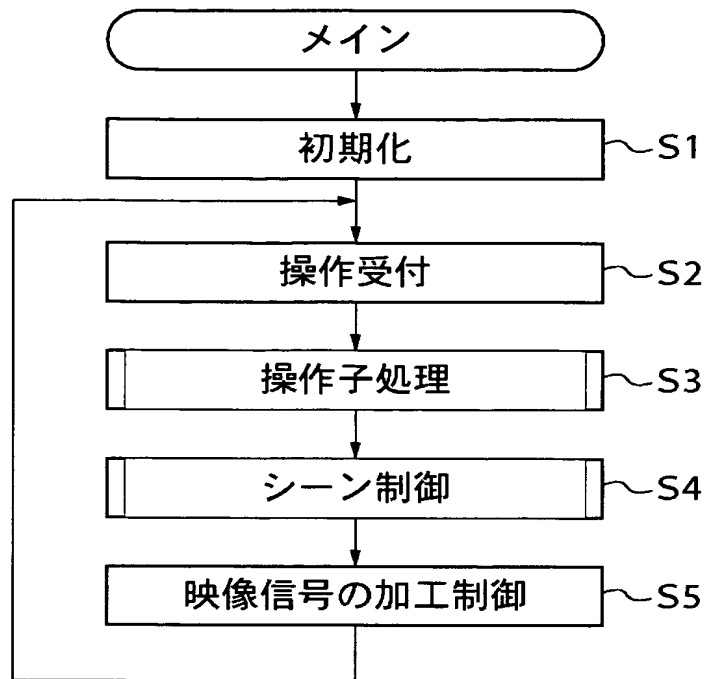 メイン
初期化 S1
操作受付 S2
操作子処理 S3
シーン制御 S4
映像信号の加工制御 S5